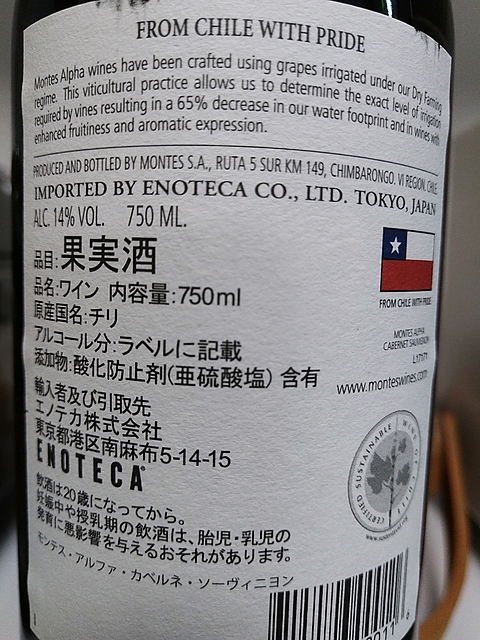 FROM CHILE WITH PRIDE
Montes Alpha wines have been crafted using grapes irrigated under our Dry Farming
regime. This viticultural practice allows us to determine the exact level of irrigation
required by vines resulting in a 65% decrease in our water footprint and in wines with
enhanced fruitiness and aromatic expression.
PRODUCED AND BOTTLED BY MONTES S.A., RUTA 5 SUR KM 149, CHIMBARONGO. VI REGION. CHILE.
IMPORTED BY ENOTECA CO., LTD. TOKYO, JAPAN
ALC. 14% VOL. 750 ML.
品目:果実酒
品名:ワイン 内容量:750ml
原産国名:チリ
アルコール分:ラベルに記載
添加物:酸化防止剤(亜硫酸塩) 含有
輸入者及び引取先
エノテカ株式会社
東京都港区南麻布5-14-15
ENOTECA
飲酒は20歳になってから。
妊娠中や授乳期の飲酒は、胎児・乳児の
発育に悪影響を与えるおそれがあります。
モンテス・アルファ・カベルネ・ソーヴィニヨン
FROM CHILE WITH PRIDE
MONTES ALPHA
CABERNET SAUVIGNON
L17171
www.monteswines.com
CERTIFIED SUSTAINABLE WINE OF CHILE